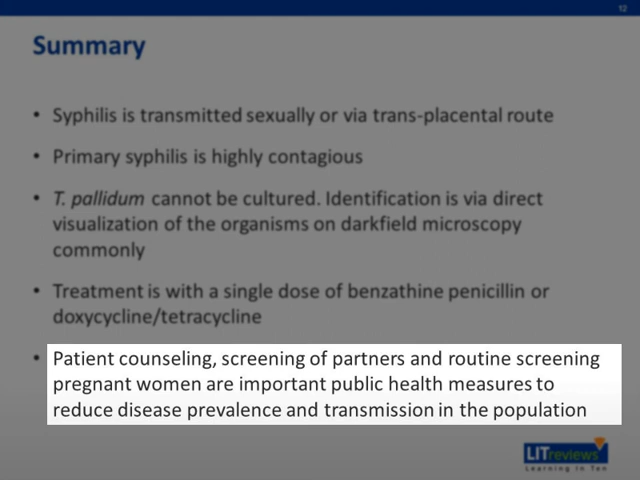 12
Summary
• Syphilis is transmitted sexually or via trans-placental route
• Primary syphilis is highly contagious
• T. pallidum cannot be cultured. Identification is via direct
visualization of the organisms on darkfield microscopy
commonly
• Treatment is with a single dose of benzathine penicillin or
doxycycline/tetracycline
• Patient counseling, screening of partners and routine screening
pregnant women are important public health measures to
reduce disease prevalence and transmission in the population
LITreviews
Learning in Ten